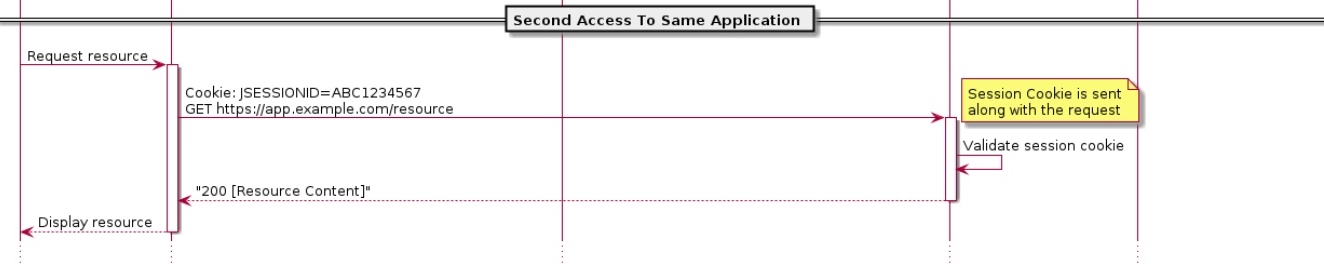 Second Access To Same Application
Request resource
Cookie: JSESSIONID=ABC1234567
GET https://app.example.com/resource
Session Cookie is sent
along with the request
Validate session cookie
"200 [Resource Content]"
Display resource